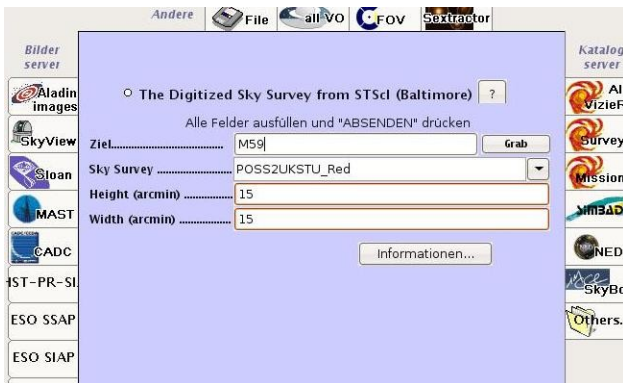 Andere
File
all VO
FOV
Sextractor
Bilder
server
Katalog
server
Aladin
images
SkyView
Sloan
MAST
CADC
HST-PR-SI
ESO SSAP
ESO SIAP
The Digitized Sky Survey from STScI (Baltimore) ?
Alle Felder ausfüllen und "ABSENDEN" drücken
Ziel................................ M59 Grab
Sky Survey ...................... POSS2UKSTU_Red
Height (arcmin) ................ 15
Width (arcmin) ................. 15
Informationen...
Al
VizieR
Survey
Mission
SIMBAD
NED
SkyBo
Others.